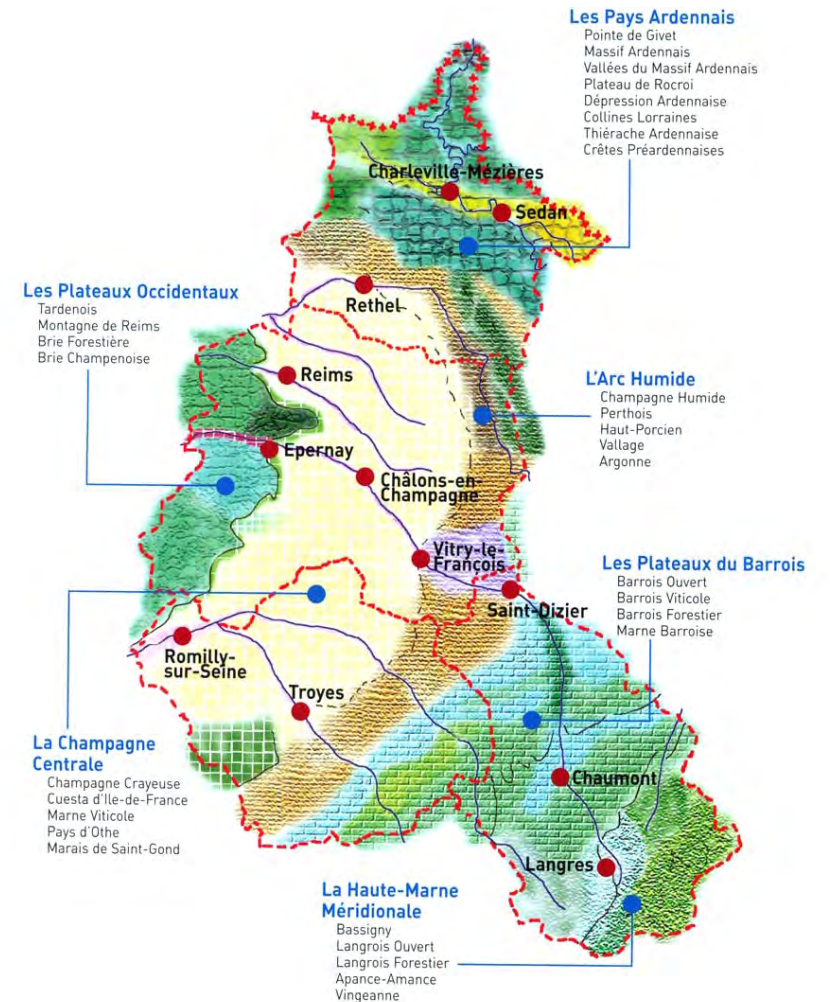 Les Pays Ardennais
Pointe de Givet
Massif Ardennais
Vallées du Massif Ardennais
Plateau de Rocroi
Dépression Ardennaise
Collines Lorraines
Thiérache Ardennaise
Crêtes Préardennaises
Charleville-Mézières
Sedan
Les Plateaux Occidentaux
Tardenois
Montagne de Reims
Brie Forestière
Brie Champenoise
Rethel
Reims
L'Arc Humide
Champagne Humide
Perthois
Haut-Porcien
Vallage
Argonne
Epernay
Châlons-en-
Champagne
Vitry-le-
François
Saint-Dizier
Les Plateaux du Barrois
Barrois Ouvert
Barrois Viticole
Barrois Forestier
Marne Barroise
Romilly-
sur-Seine
Troyes
La Champagne
Centrale
Champagne Crayeuse
Cuesta d'Ile-de-France
Marne Viticole
Pays d'Othe
Marais de Saint-Gond
Chaumont
Langres
La Haute-Marne
Méridionale
Bassigny
Langrois Ouvert
Langrois Forestier
Apance-Amance
Vingeanne